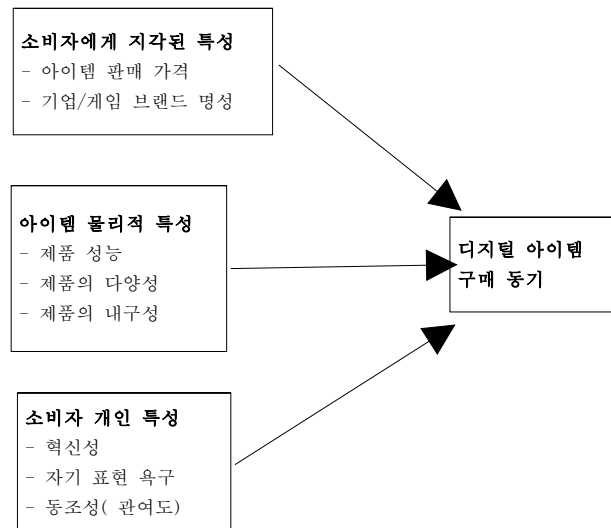 소비자에게 지각된 특성
- 아이템 판매 가격
- 기업/게임 브랜드 명성
아이템 물리적 특성
- 제품 성능
- 제품의 다양성
- 제품의 내구성
디지털 아이템
구매 동기
소비자 개인 특성
- 혁신성
- 자기 표현 욕구
- 동조성( 관여도)